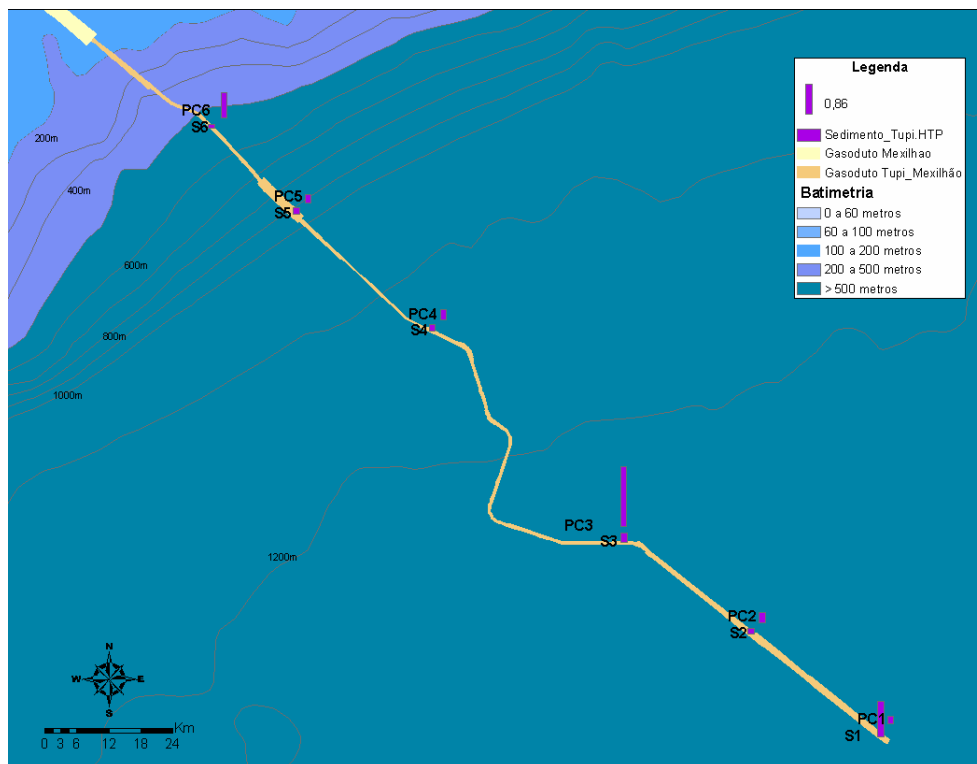 Legenda
0,86
Sedimento_Tupi.HTP
Gasoduto Mexilhao
Gasoduto Tupi_Mexilhão
Batimetria
0 a 60 metros
60 a 100 metros
100 a 200 metros
200 a 500 metros
> 500 metros
PC6
S6
200m
PC5
400m
S5
600m
PC4
S4
800m
1000m
PC3
S3
1200m
PC2
S2
N
W E
S
PC1
Km
S1
0 3 6 12 18 24